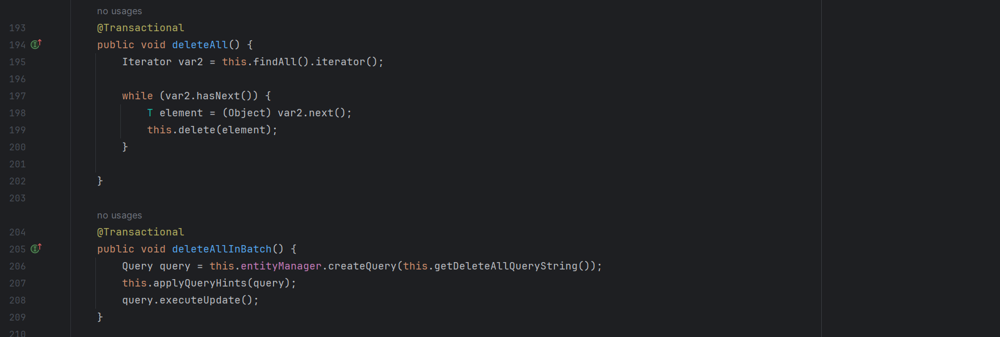 no usages
193 @Transactional
194 public void deleteAll() {
195 Iterator var2 = this.findAll().iterator();
196
197 while (var2.hasNext()) {
198 T element = (Object) var2.next();
199 this.delete(element);
200 }
201
202 }
203
no usages
204 @Transactional
205 public void deleteAllInBatch() {
206 Query query = this.entityManager.createQuery(this.getDeleteAllQueryString());
207 this.applyQueryHints(query);
208 query.executeUpdate();
209 }
210